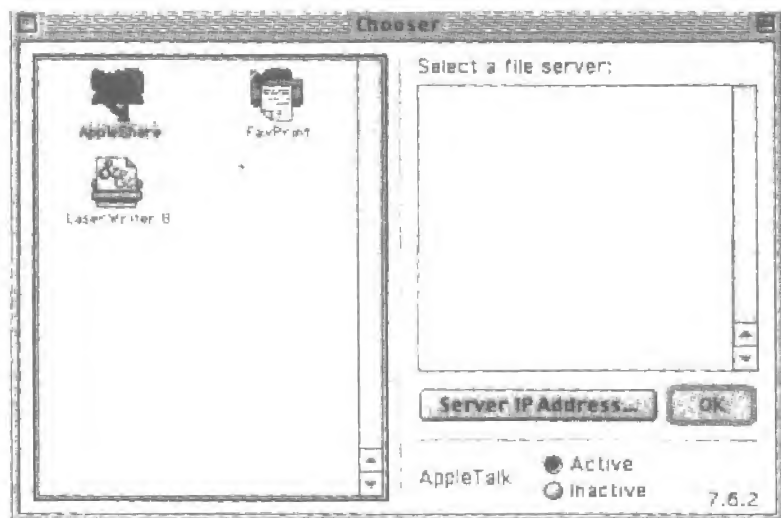 Chooser
AppleShare
FaxPrint
LaserWriter 8
Select a file server:
Server IP Address...
OK
AppleTalk
Active
Inactive
7.6.2